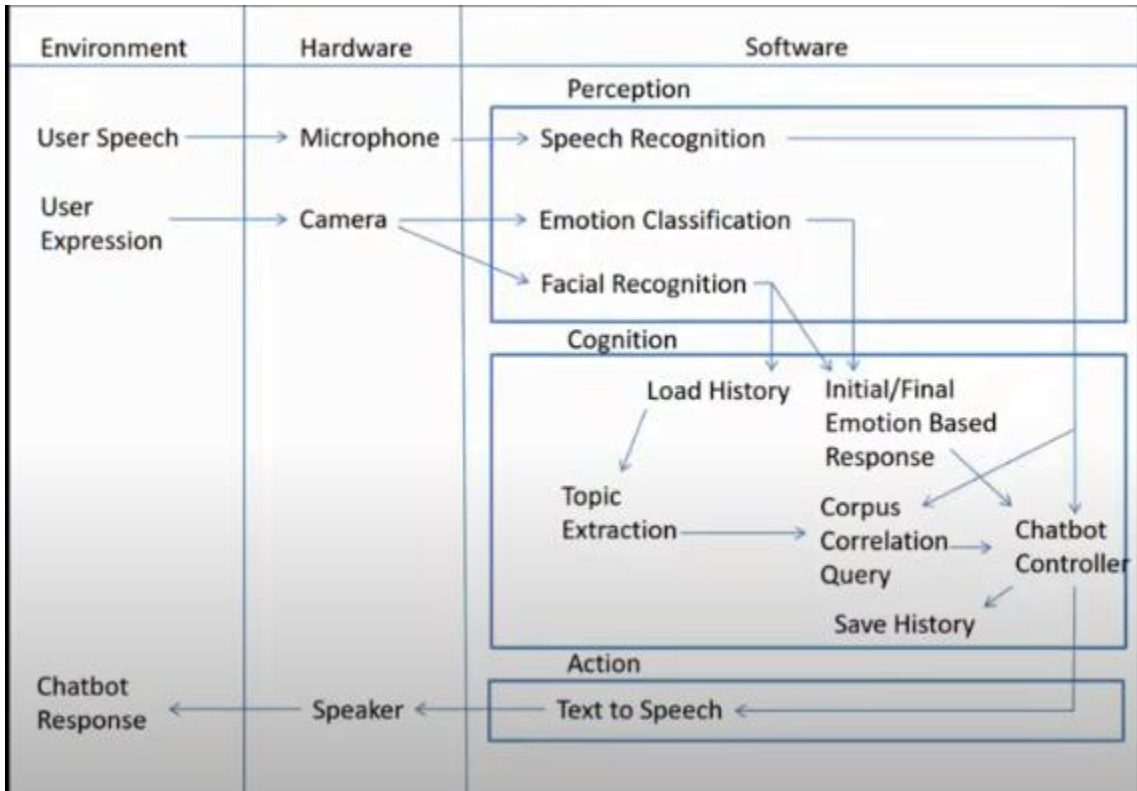 Environment
Hardware
Software
Perception
User Speech
Microphone
Speech Recognition
User
Expression
Camera
Emotion Classification
Facial Recognition
Cognition
Load History
Initial/Final
Emotion Based
Response
Topic
Extraction
Corpus
Correlation
Query
Chatbot
Controller
Save History
Action
Chatbot
Response
Speaker
Text to Speech